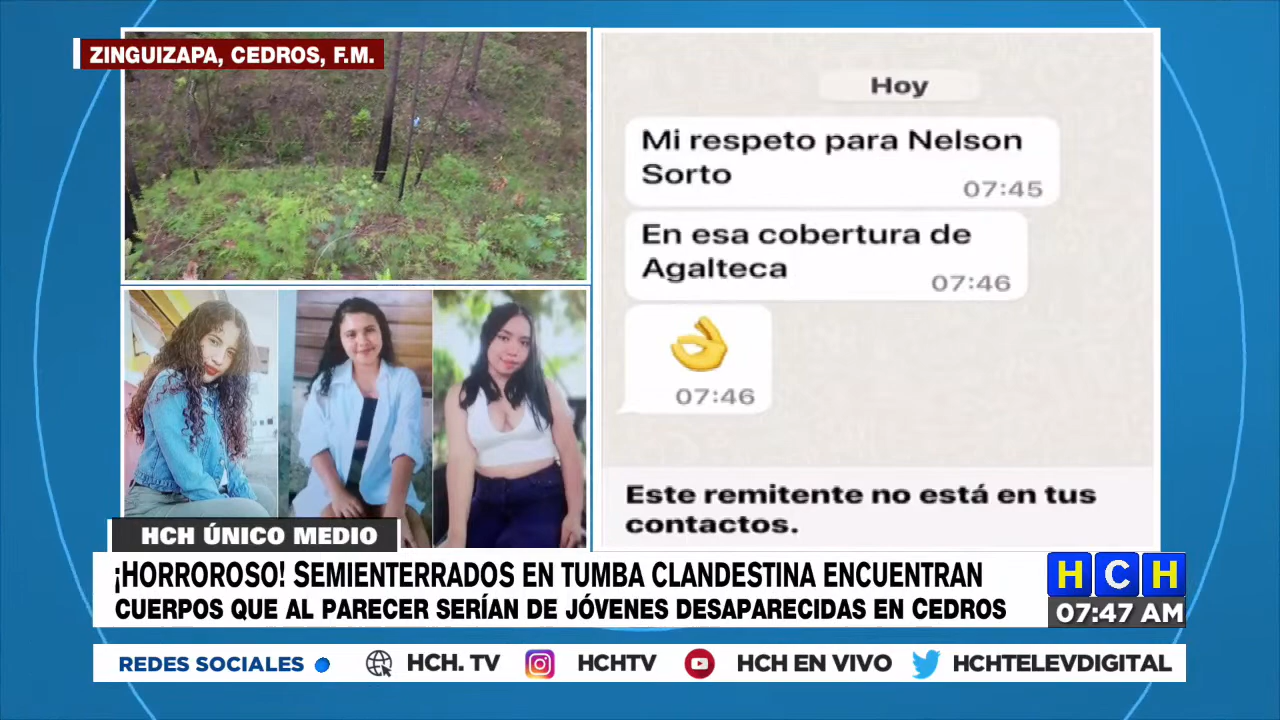 ZINGUIZAPA, CEDROS, F.M.
Hoy
Mi respeto para Nelson
Sorto
07:45
En esa cobertura de
Agalteca
07:46
👌
07:46
Este remitente no está en tus
contactos.
HCH ÚNICO MEDIO
¡HORROROSO! SEMIENTERRADOS EN TUMBA CLANDESTINA ENCUENTRAN
CUERPOS QUE AL PARECER SERÍAN DE JÓVENES DESAPARECIDAS EN CEDROS
HCH
07:47 AM
REDES SOCIALES HCH. TV HCHTV HCH EN VIVO HCHTELEVDIGITAL